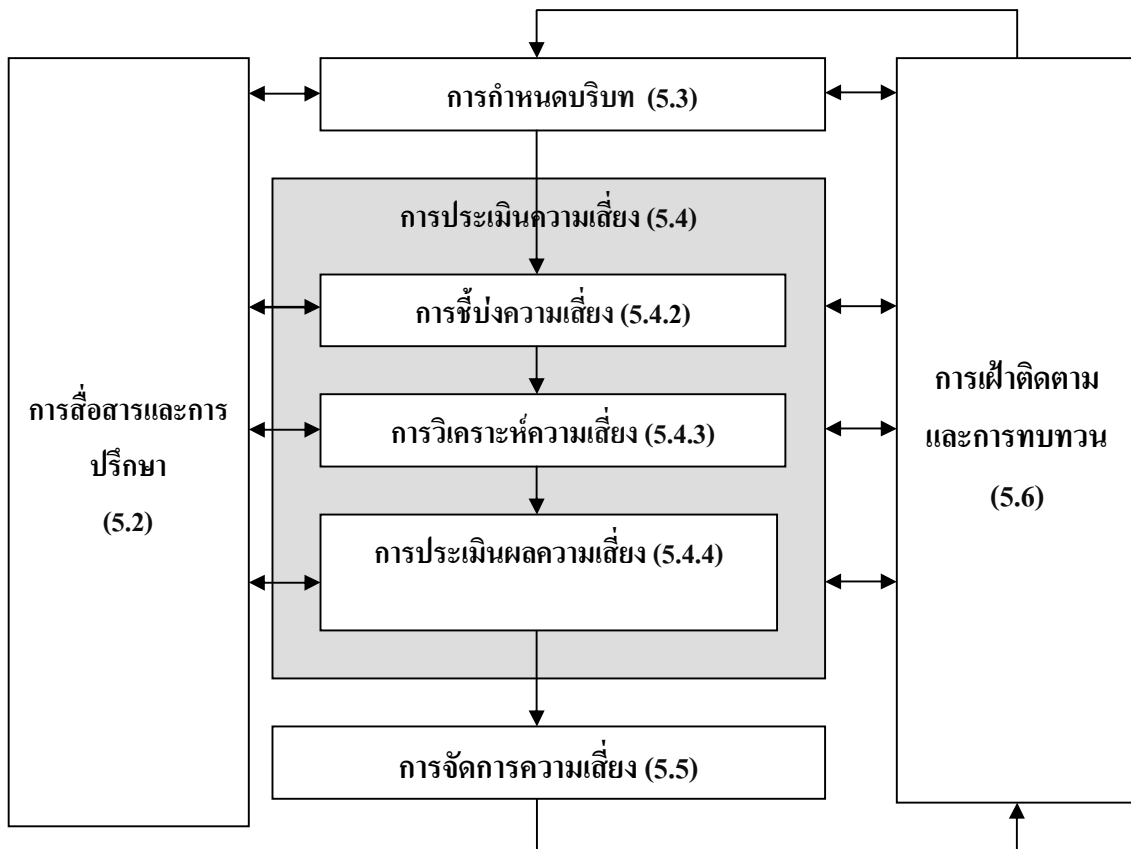 การกำหนดบริบท (5.3)
การประเมินความเสี่ยง (5.4)
การชี้บ่งความเสี่ยง (5.4.2)
การวิเคราะห์ความเสี่ยง (5.4.3)
การประเมินผลความเสี่ยง (5.4.4)
การจัดการความเสี่ยง (5.5)
การสื่อสารและการ
ปรึกษา
(5.2)
การเฝ้าติดตาม
และการทบทวน
(5.6)